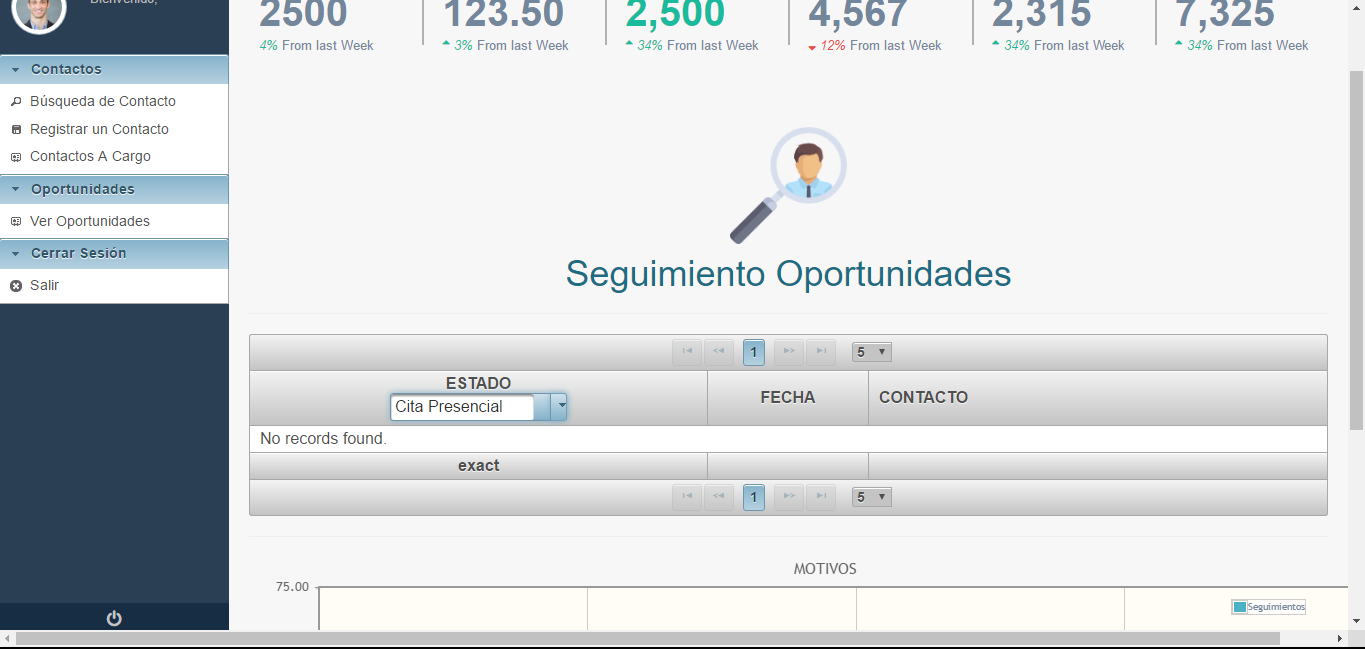 Bienvenido,
2500
123.50
2,500
4,567
2,315
7,325
4% From last Week
3% From last Week
34% From last Week
12% From last Week
34% From last Week
34% From last Week
Contactos
Búsqueda de Contacto
Registrar un Contacto
Contactos A Cargo
Oportunidades
Ver Oportunidades
Cerrar Sesión
Salir
Seguimiento Oportunidades
1
5
ESTADO
Cita Presencial
FECHA
CONTACTO
No records found.
exact
1
5
MOTIVOS
75.00
Seguimientos